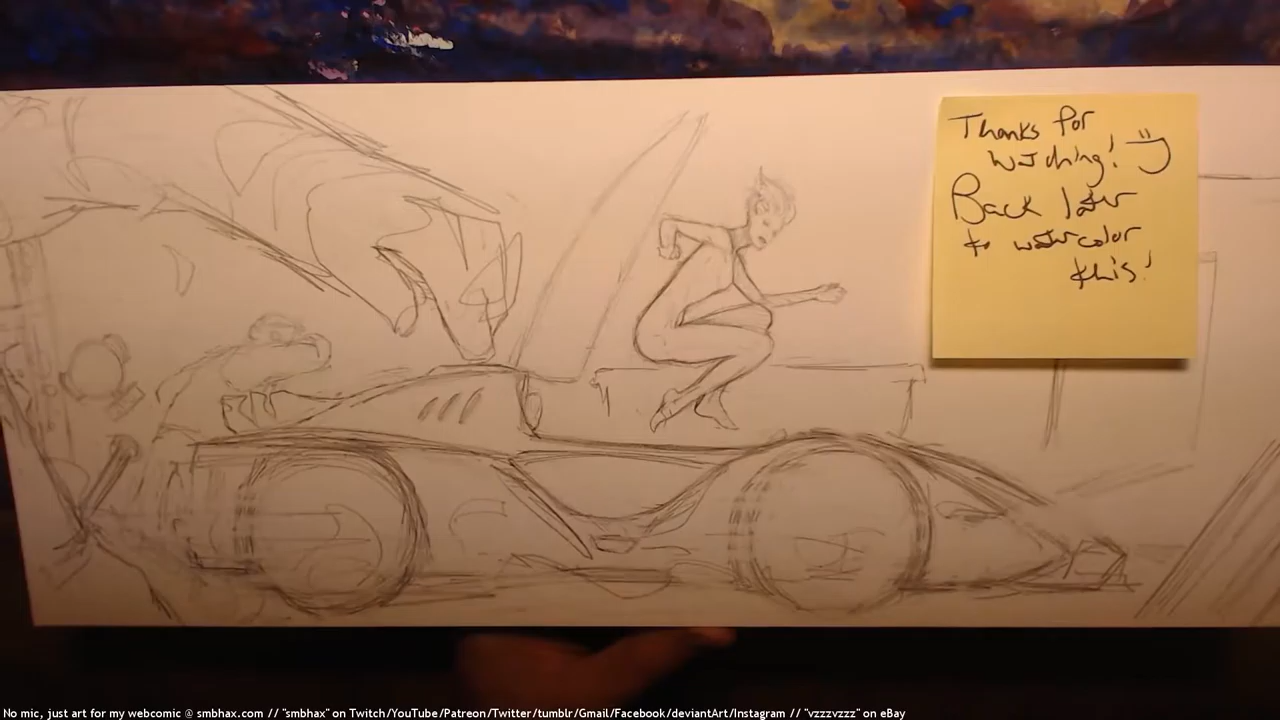 Thanks for
watching! :)
Back later
to watercolor
this!
No mic, just art for my webcomic @ smbhax.com // "smbhax" on Twitch/YouTube/Patreon/Twitter/tumblr/Gmail/Facebook/deviantArt/Instagram // "vzzzvzzz" on eBay